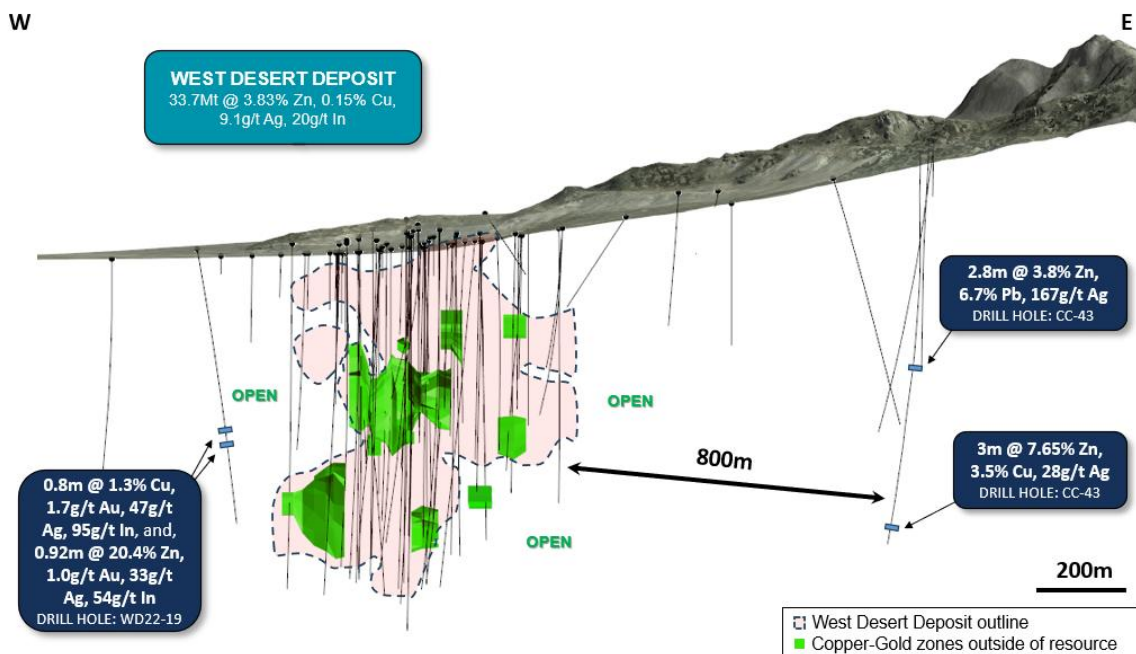 W
E
WEST DESERT DEPOSIT
33.7Mt @ 3.83% Zn, 0.15% Cu,
9.1g/t Ag, 20g/t In
2.8m @ 3.8% Zn,
6.7% Pb, 167g/t Ag
DRILL HOLE: CC-43
OPEN
OPEN
800m
3m @ 7.65% Zn,
3.5% Cu, 28g/t Ag
DRILL HOLE: CC-43
0.8m @ 1.3% Cu,
1.7g/t Au, 47g/t
Ag, 95g/t In, and,
0.92m @ 20.4% Zn,
1.0g/t Au, 33g/t
Ag, 54g/t In
DRILL HOLE: WD22-19
OPEN
200m
West Desert Deposit outline
Copper-Gold zones outside of resource